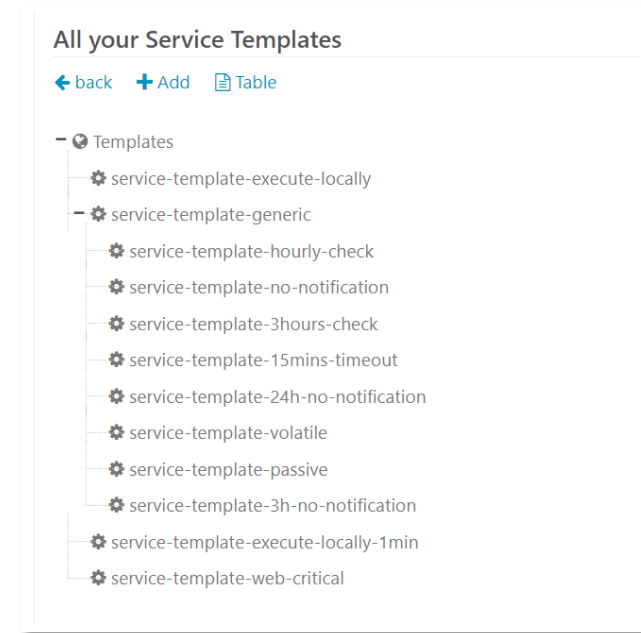 All your Service Templates
back Add Table
Templates
service-template-execute-locally
service-template-generic
service-template-hourly-check
service-template-no-notification
service-template-3hours-check
service-template-15mins-timeout
service-template-24h-no-notification
service-template-volatile
service-template-passive
service-template-3h-no-notification
service-template-execute-locally-1min
service-template-web-critical